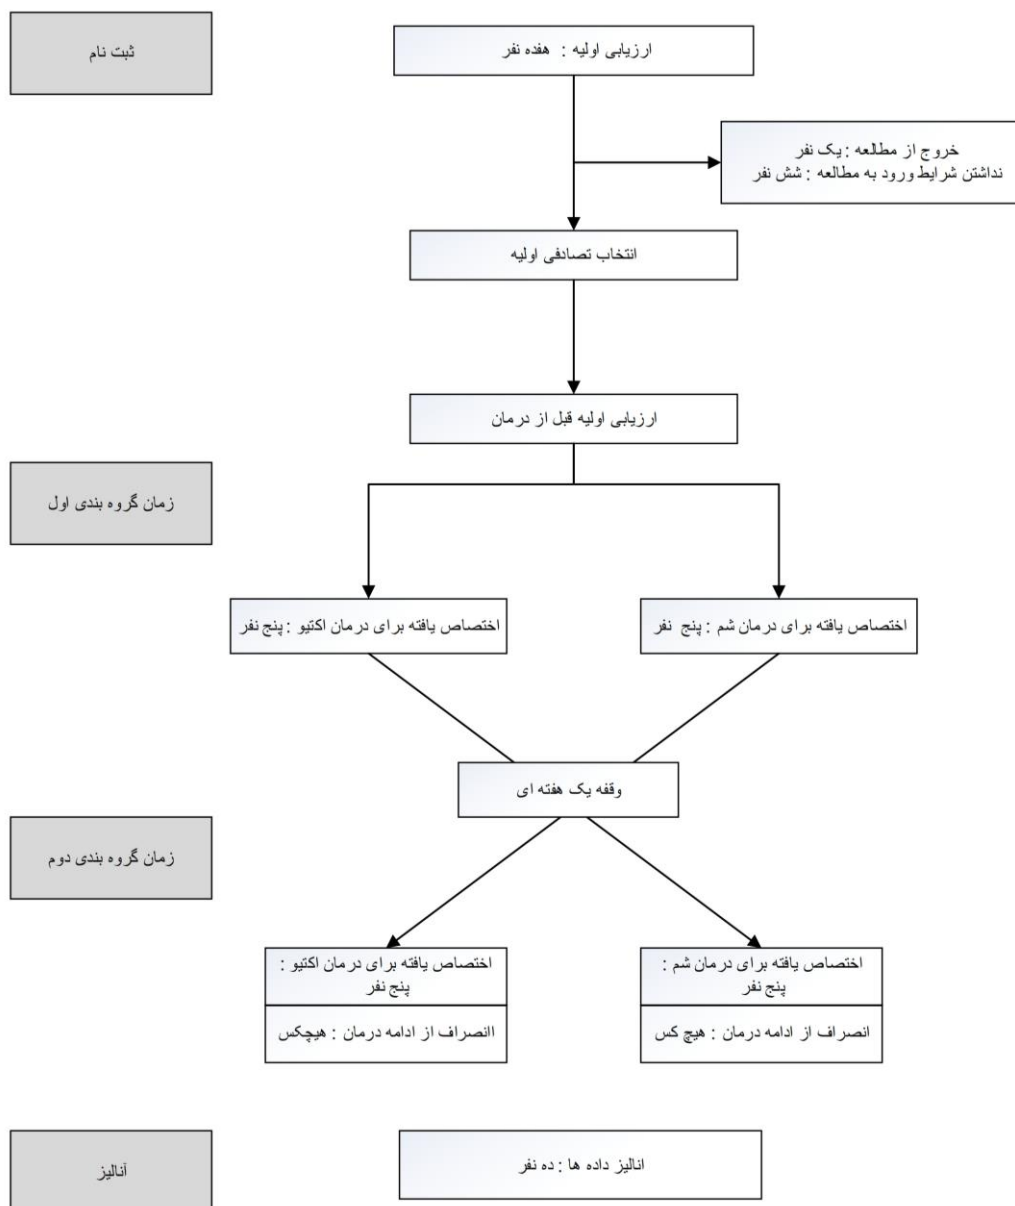 ثبت نام
ارزیابی اولیه : هفده نفر
خروج از مطالعه : یک نفر
نداشتن شرایط ورود به مطالعه : شش نفر
انتخاب تصادفی اولیه
ارزیابی اولیه قبل از درمان
زمان گروه بندی اول
اختصاص یافته برای درمان شم : پنج نفر
اختصاص یافته برای درمان اکتیو : پنج نفر
وقفه یک هفته ای
زمان گروه بندی دوم
اختصاص یافته برای درمان شم :
پنج نفر
انصراف از ادامه درمان : هیچ کس
اختصاص یافته برای درمان اکتیو :
پنج نفر
اانصراف از ادامه درمان : هیچکس
آنالیز
انالیز داده ها : ده نفر